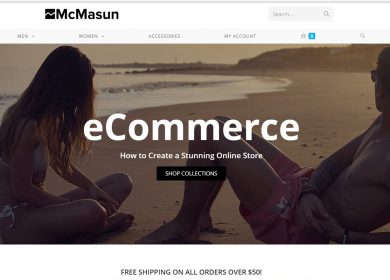 McMasun
Search...
MEN WOMEN ACCESSORIES MY ACCOUNT 0
eCommerce
How to Create a Stunning Online Store
SHOP COLLECTIONS
FREE SHIPPING ON ALL ORDERS OVER $50!